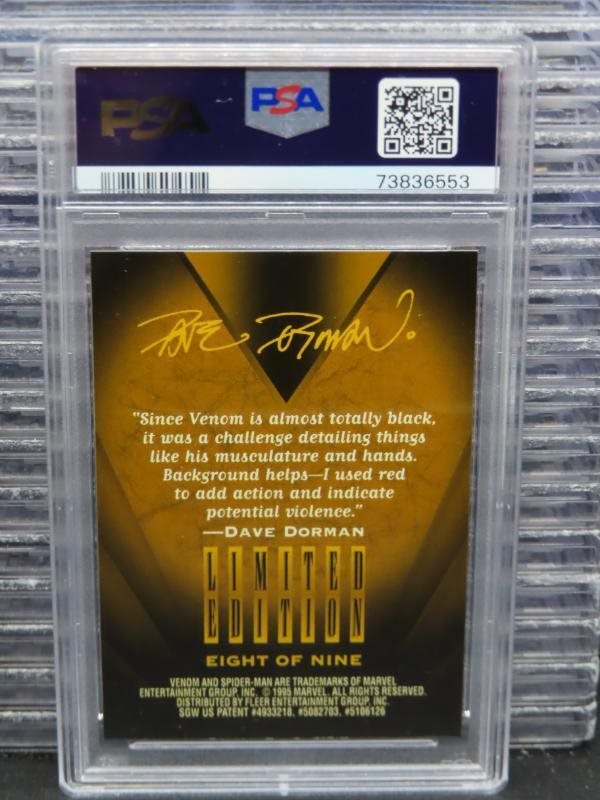 PSA PSA
73836553
Dave Dorman.
"Since Venom is almost totally black,
it was a challenge detailing things
like his musculature and hands.
Background helps—I used red
to add action and indicate
potential violence."
—DAVE DORMAN
LIMITED
EDITION
EIGHT OF NINE
VENOM AND SPIDER-MAN ARE TRADEMARKS OF MARVEL
ENTERTAINMENT GROUP, INC. © 1995 MARVEL. ALL RIGHTS RESERVED.
DISTRIBUTED BY FLEER ENTERTAINMENT GROUP, INC.
SGW US PATENT #4933218. #5082703. #5106126